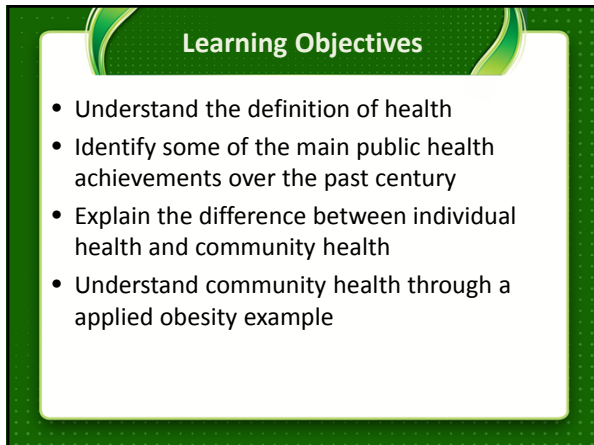 Learning Objectives
• Understand the definition of health
• Identify some of the main public health
achievements over the past century
• Explain the difference between individual
health and community health
• Understand community health through a
applied obesity example